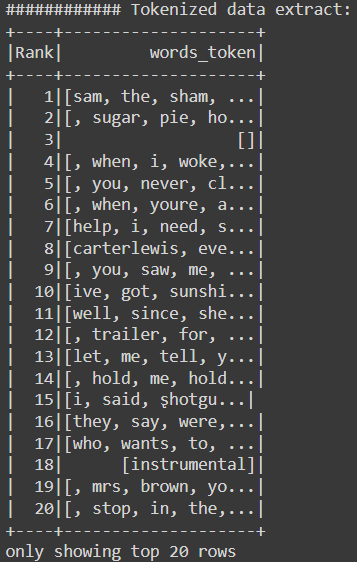 ############ Tokenized data extract:
+----+--------------------+
|Rank|         words_token|
+----+--------------------+
|   1|[sam, the, sham, ...|
|   2|[, sugar, pie, ho...|
|   3|                  []|
|   4|[, when, i, woke,...|
|   5|[, you, never, cl...|
|   6|[, when, youre, a...|
|   7|[help, i, need, s...|
|   8|[carterlewis, eve...|
|   9|[, you, saw, me, ...|
|  10|[ive, got, sunshi...|
|  11|[well, since, she...|
|  12|[, trailer, for, ...|
|  13|[let, me, tell, y...|
|  14|[, hold, me, hold...|
|  15|[i, said, ȿhotgu...|
|  16|[they, say, were,...|
|  17|[who, wants, to, ...|
|  18|      [instrumental]|
|  19|[, mrs, brown, yo...|
|  20|[, stop, in, the,...|
+----+--------------------+
only showing top 20 rows